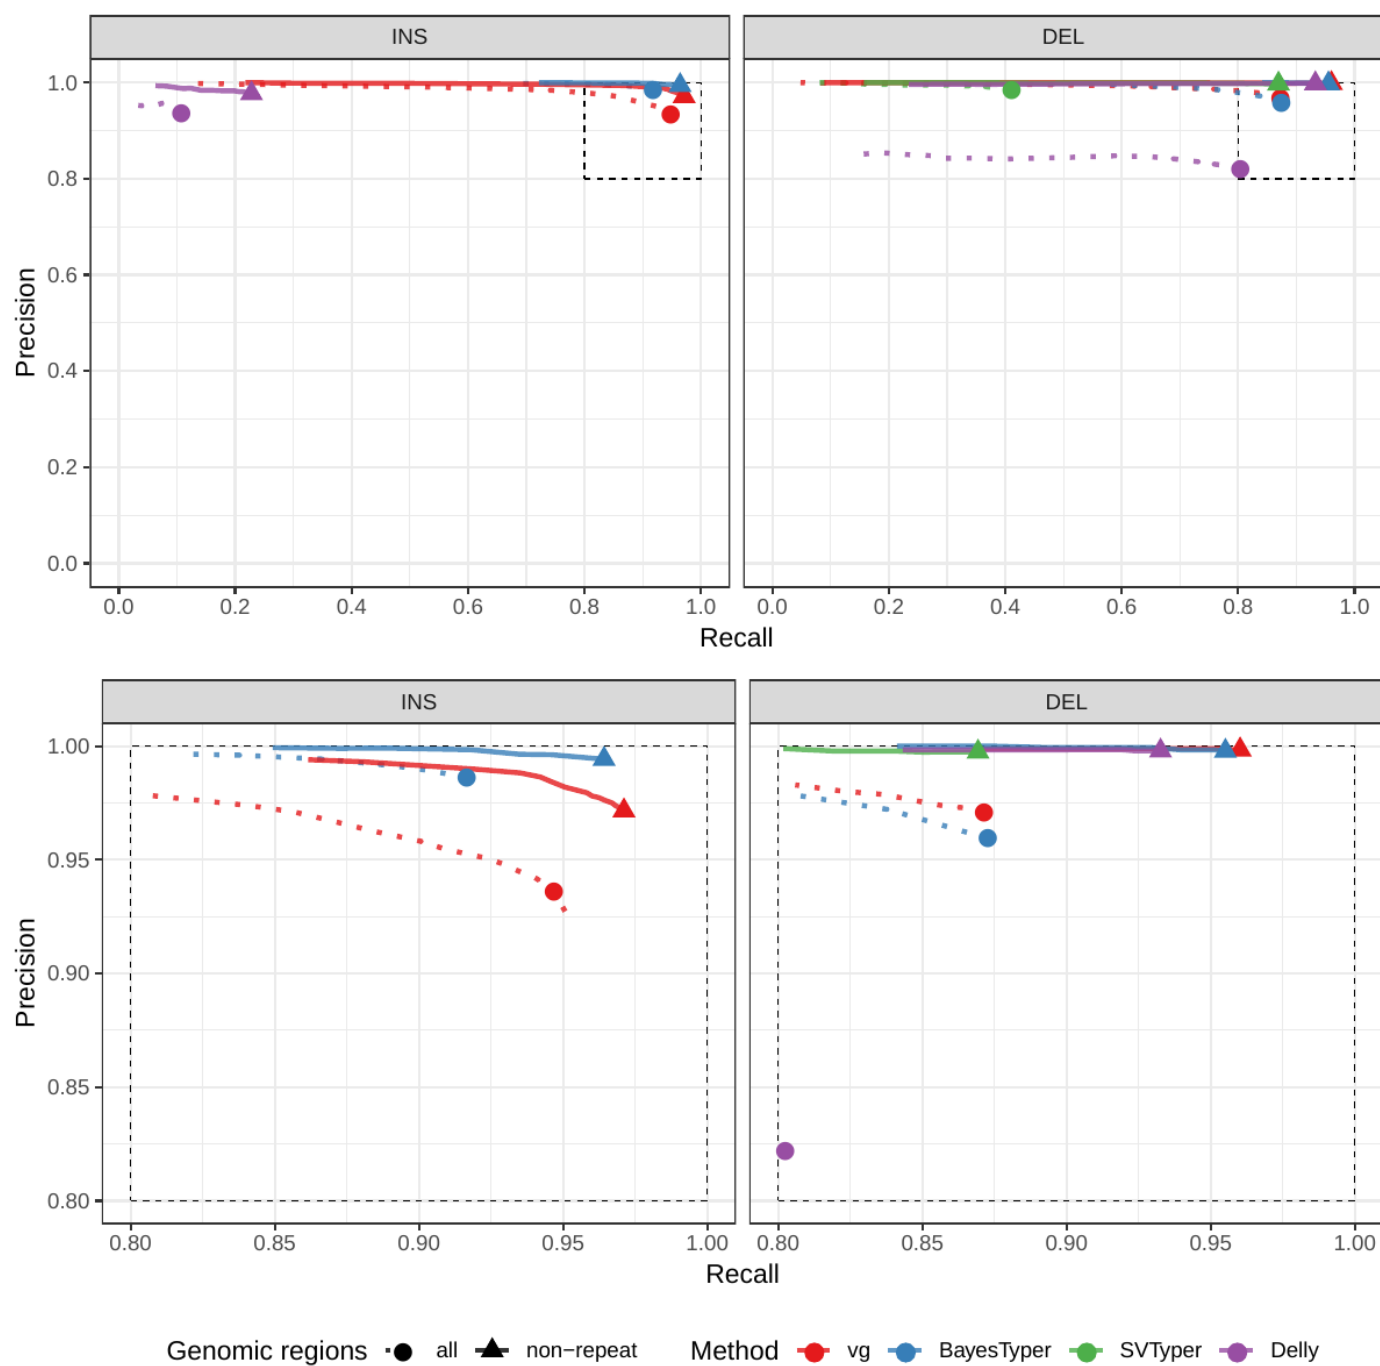 INS DEL
Precision
1.0
0.8
0.6
0.4
0.2
0.0
0.0 0.2 0.4 0.6 0.8 1.0 0.0 0.2 0.4 0.6 0.8 1.0
Recall
INS DEL
Precision
1.00
0.95
0.90
0.85
0.80
0.80 0.85 0.90 0.95 1.00 0.80 0.85 0.90 0.95 1.00
Recall
Genomic regions all non−repeat Method vg BayesTyper SVTyper Delly